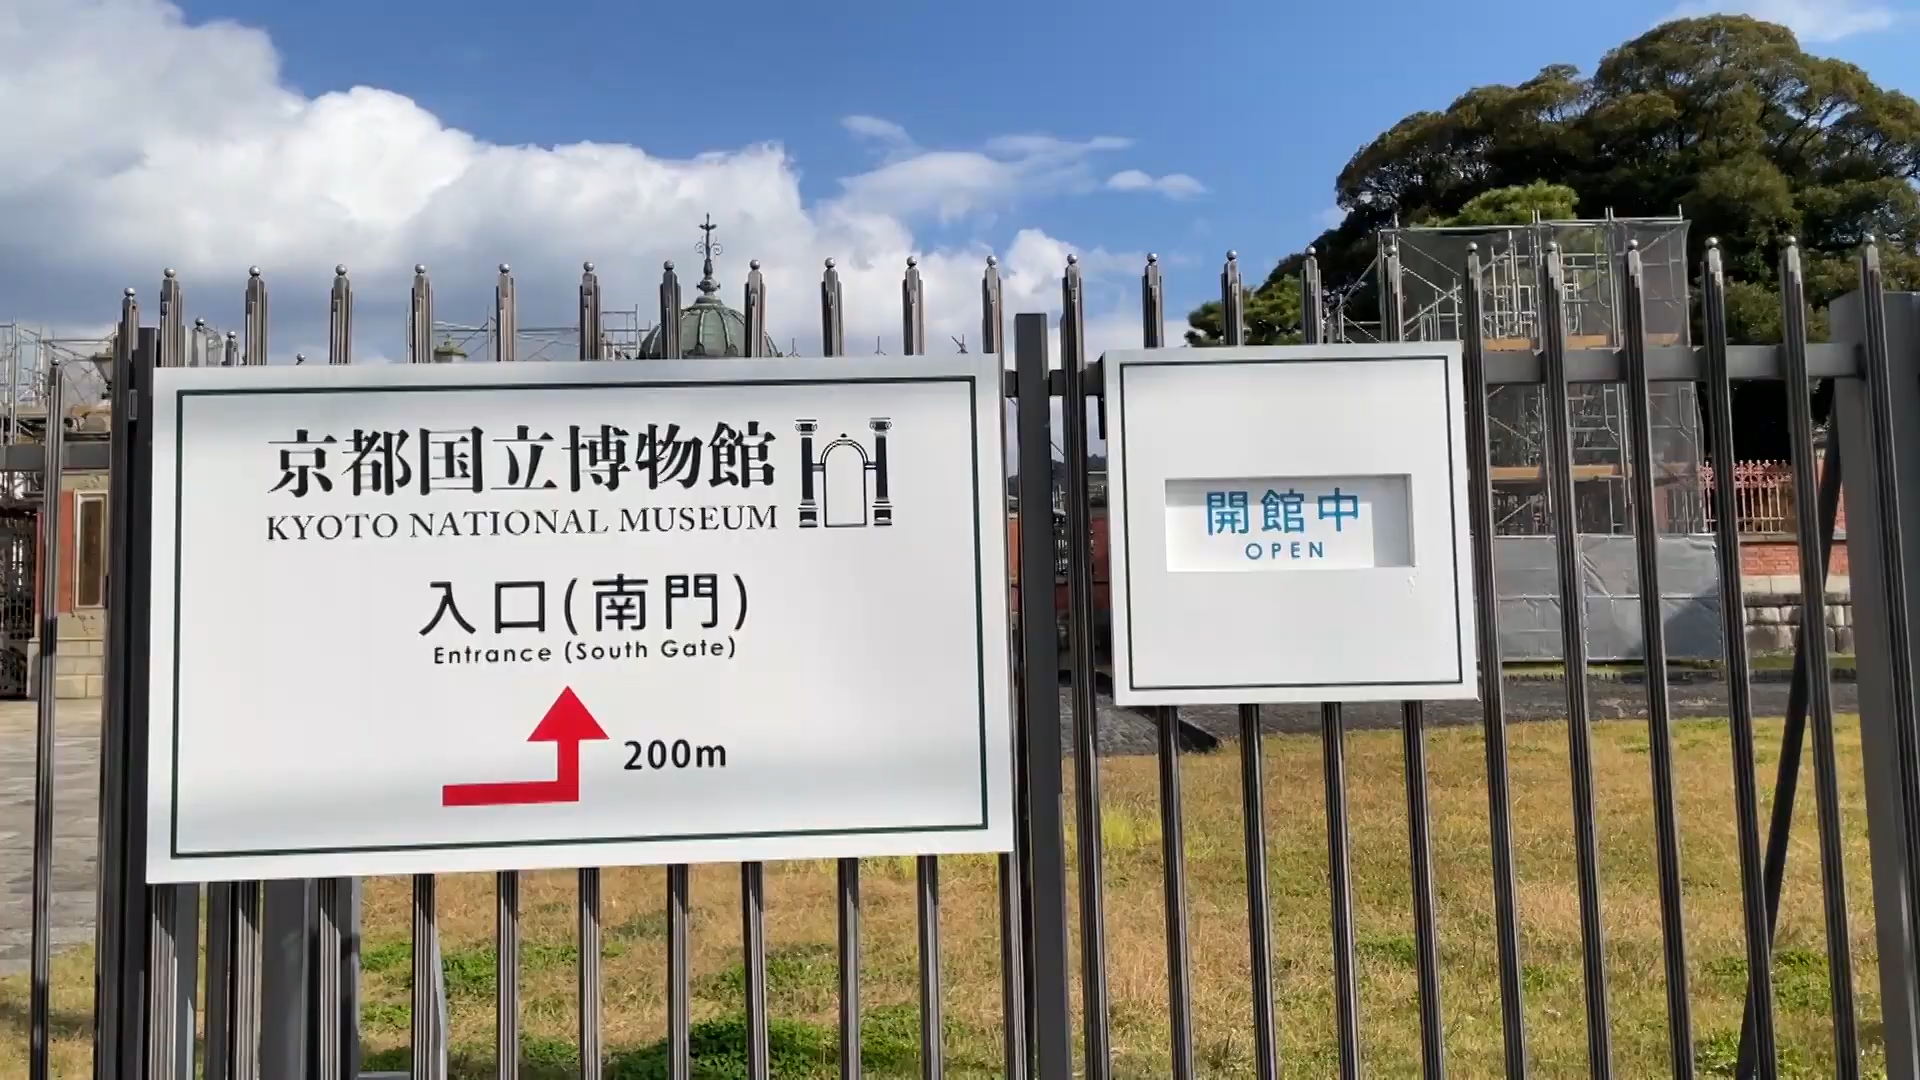 京都国立博物館
KYOTO NATIONAL MUSEUM
入口(南門)
Entrance (South Gate)
200m
開館中
OPEN